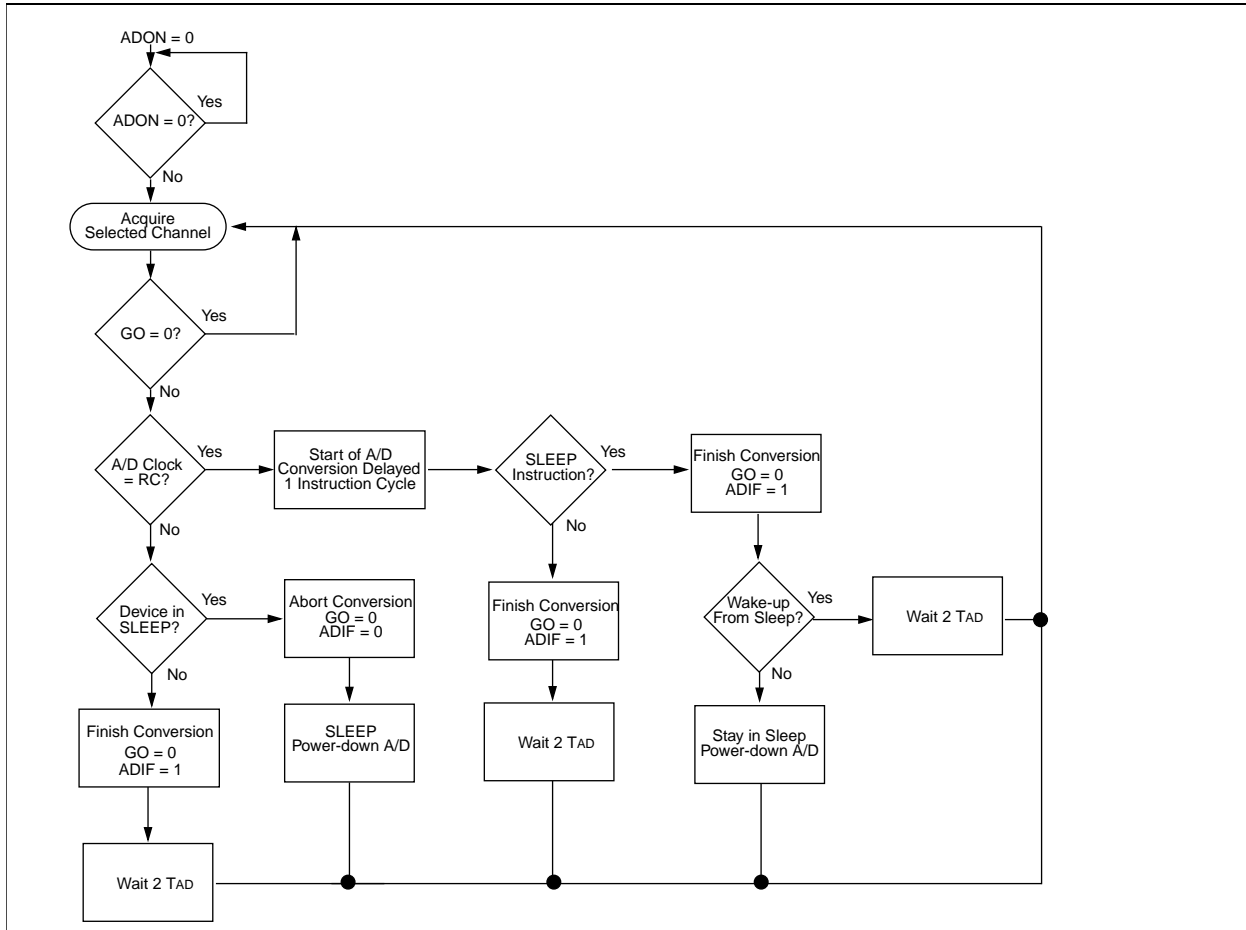 ADON = 0
Yes
ADON = 0?
No
Acquire
Selected Channel
Yes
GO = 0?
No
Yes
A/D Clock
= RC?
No
Start of A/D
Conversion Delayed
1 Instruction Cycle
SLEEP
Instruction?
Yes
No
Finish Conversion
GO = 0
ADIF = 1
Device in
SLEEP?
Yes
No
Abort Conversion
GO = 0
ADIF = 0
Finish Conversion
GO = 0
ADIF = 1
Wake-up
From Sleep?
Yes
No
Wait 2 TAD
Finish Conversion
GO = 0
ADIF = 1
SLEEP
Power-down A/D
Wait 2 TAD
Stay in Sleep
Power-down A/D
Wait 2 TAD